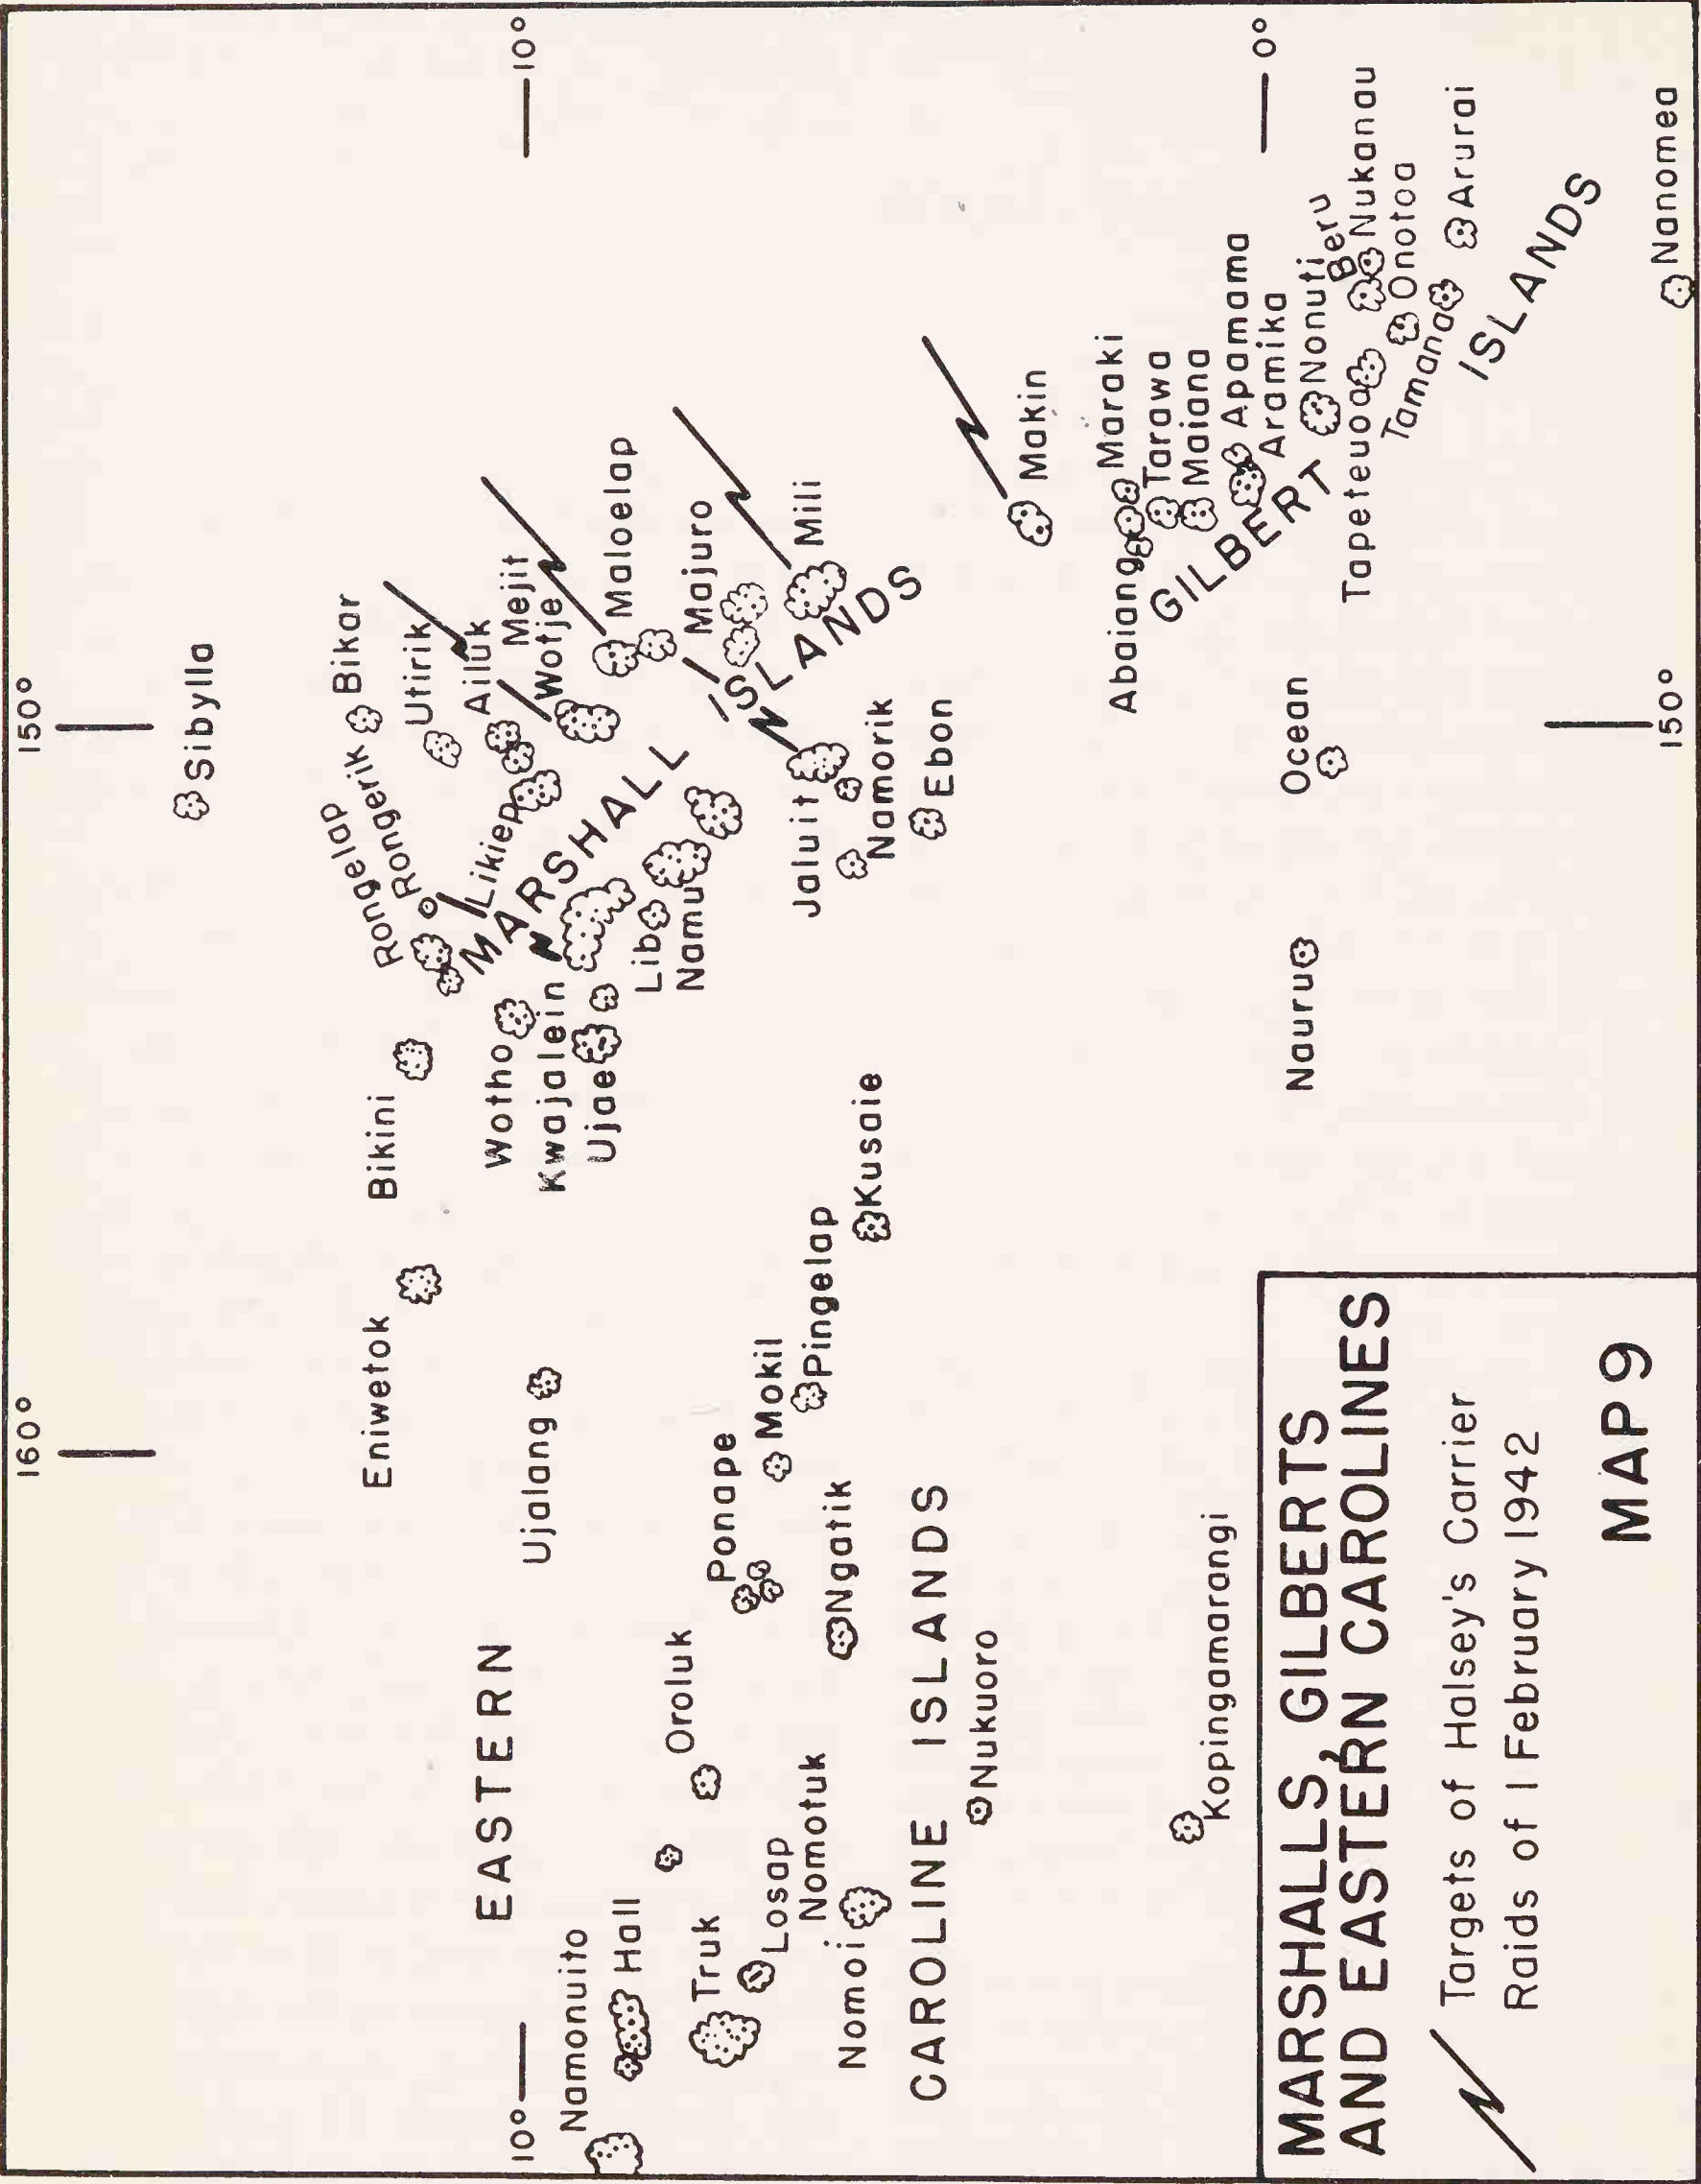 160°
150°
Sibylla
Bikar
Rongelap
Rongerik
Utirik
Bikini
Eniwetok
Ailuk
Mejit
Likiep
Wotje
10°
10°
EASTERN
MARSHALL
ISLANDS
Wotho
Kwajalein
Ujae
Ujalang
Maloelap
Namonuito
Hall
Lib
Namu
Majuro
Oroluk
Truk
Ponape
Mokil
Losap
Nomotuk
Pingelap
Jaluit
Mili
Nomoi
Ngatik
Kusaie
Namorik
Ebon
CAROLINE ISLANDS
Nukuoro
Makin
Maraki
Abaiang
Tarawa
Maiana
GILBERT
ISLANDS
Apamama
Aramika
Kopingamarangi
0°
Nauru
Ocean
Nonuti
Beru
Nukanau
Tapeteuoa
Onotoa
Tamana
Arurai
Nanomea
150°
MARSHALLS, GILBERTS
AND EASTERN CAROLINES
Targets of Halsey's Carrier
Raids of 1 February 1942
MAP 9